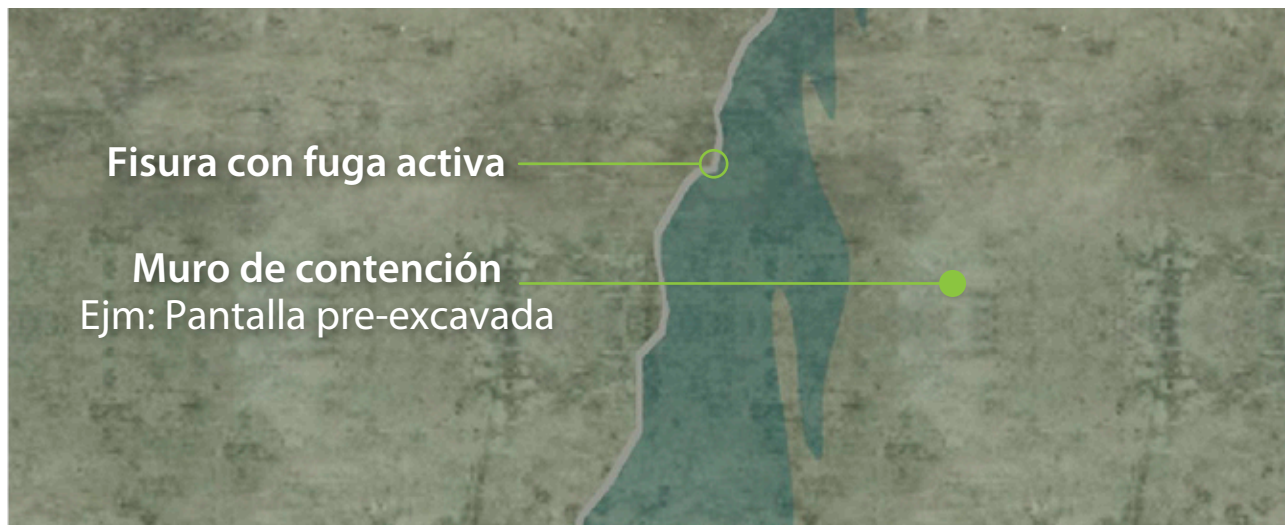 Fisura con fuga activa
Muro de contención
Ejm: Pantalla pre-excavada